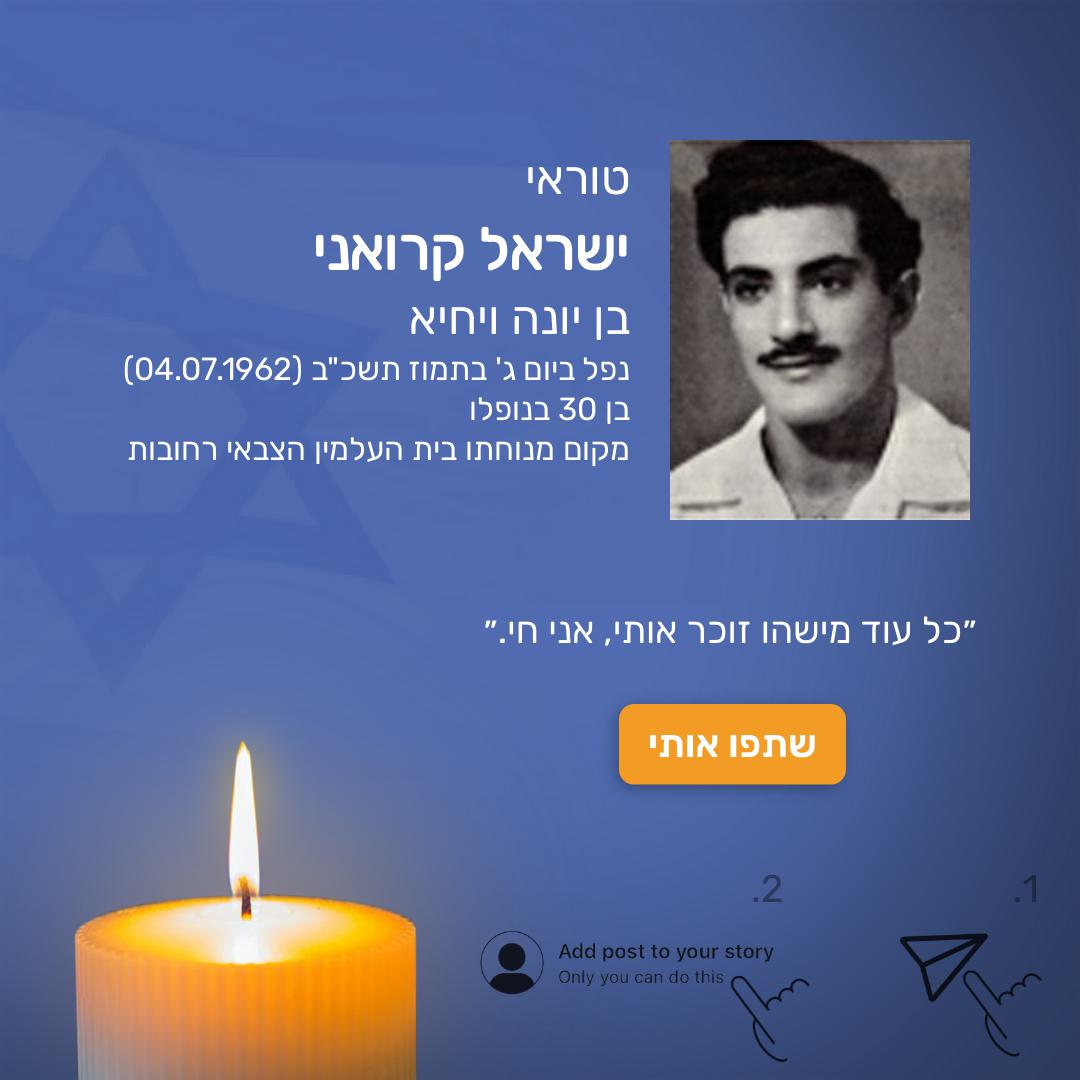 טוראי
ישראל קרואני
בן יונה ויחיא
נפל ביום ג' בתמוז תשכ"ב (04.07.1962)
בן 30 בנופלו
מקום מנוחתו בית העלמין הצבאי רחובות
״כל עוד מישהו זוכר אותי, אני חי.״
שתפו אותי
.1
.2
Add post to your story
Only you can do this